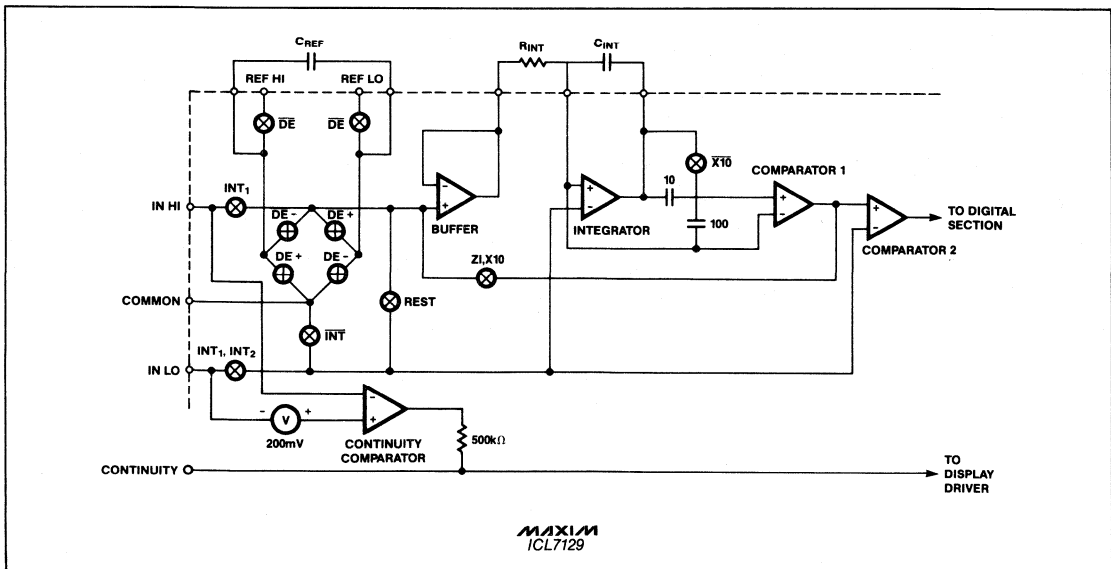 CREF
RINT
CINT
REF HI
REF LO
DE
DE
X10
COMPARATOR 1
IN HI
INT1
DE -
DE +
-
+
BUFFER
+
-
INTEGRATOR
10
100
+
-
+
-
TO DIGITAL
SECTION
COMPARATOR 2
DE +
DE -
ZI,X10
COMMON
REST
INT
INT1, INT2
IN LO
-
+
V
200mV
-
+
CONTINUITY
COMPARATOR
500kΩ
CONTINUITY
TO
DISPLAY
DRIVER
MAXIM
ICL7129